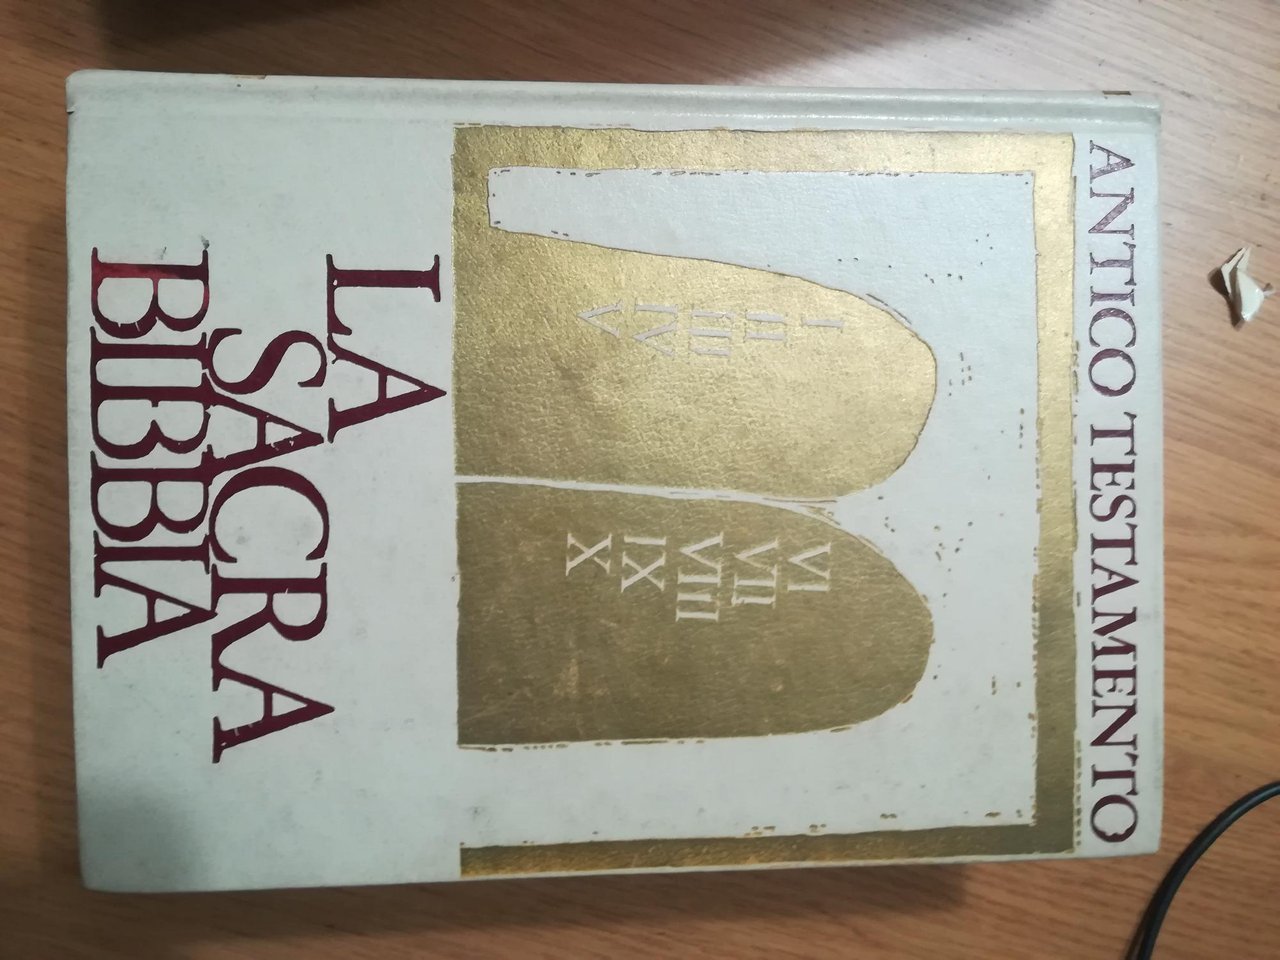 ANTICO TESTAMENTO
I
II
III
IV
V
VI
VII
VIII
IX
X
LA
SACRA
BIBBIA